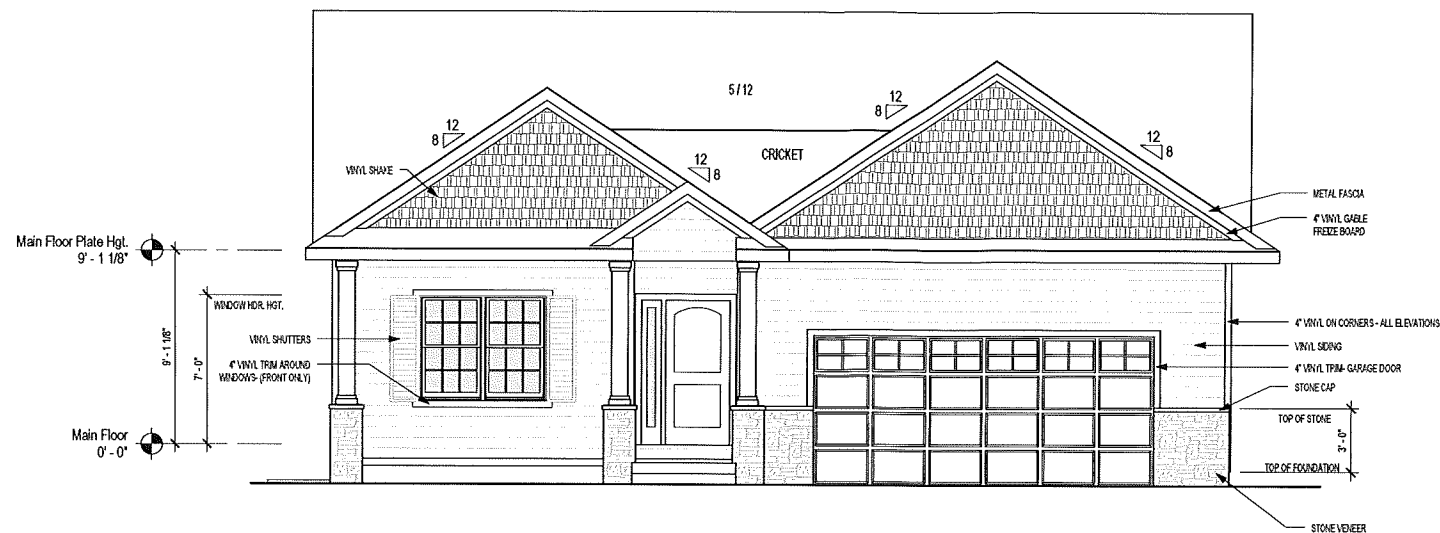 5 / 12
12
8
12
8
CRICKET
12
8
12
8
VINYL SHAKE
METAL FASCIA
4" VINYL GABLE
FREIZE BOARD
Main Floor Plate Hgt.
9' - 1 1/8"
WINDOW HDR. HGT.
VINYL SHUTTERS
4" VINYL TRIM AROUND
WINDOWS- (FRONT ONLY)
9' - 1 1/8"
7' - 0"
4" VINYL ON CORNERS - ALL ELEVATIONS
VINYL SIDING
4" VINYL TRIM- GARAGE DOOR
STONE CAP
TOP OF STONE
3' - 0"
Main Floor
0' - 0"
TOP OF FOUNDATION
STONE VENEER